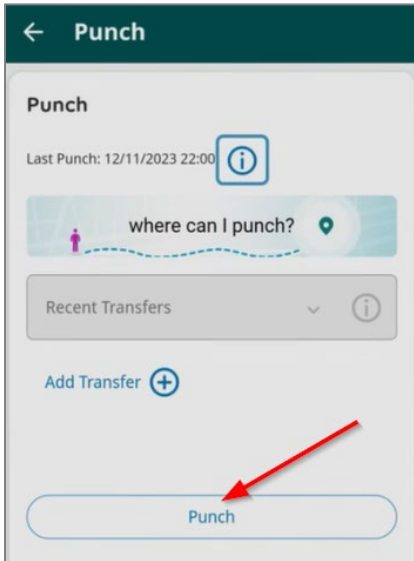 Punch
Punch
Last Punch: 12/11/2023 22:00
where can I punch?
Recent Transfers
Add Transfer
Punch